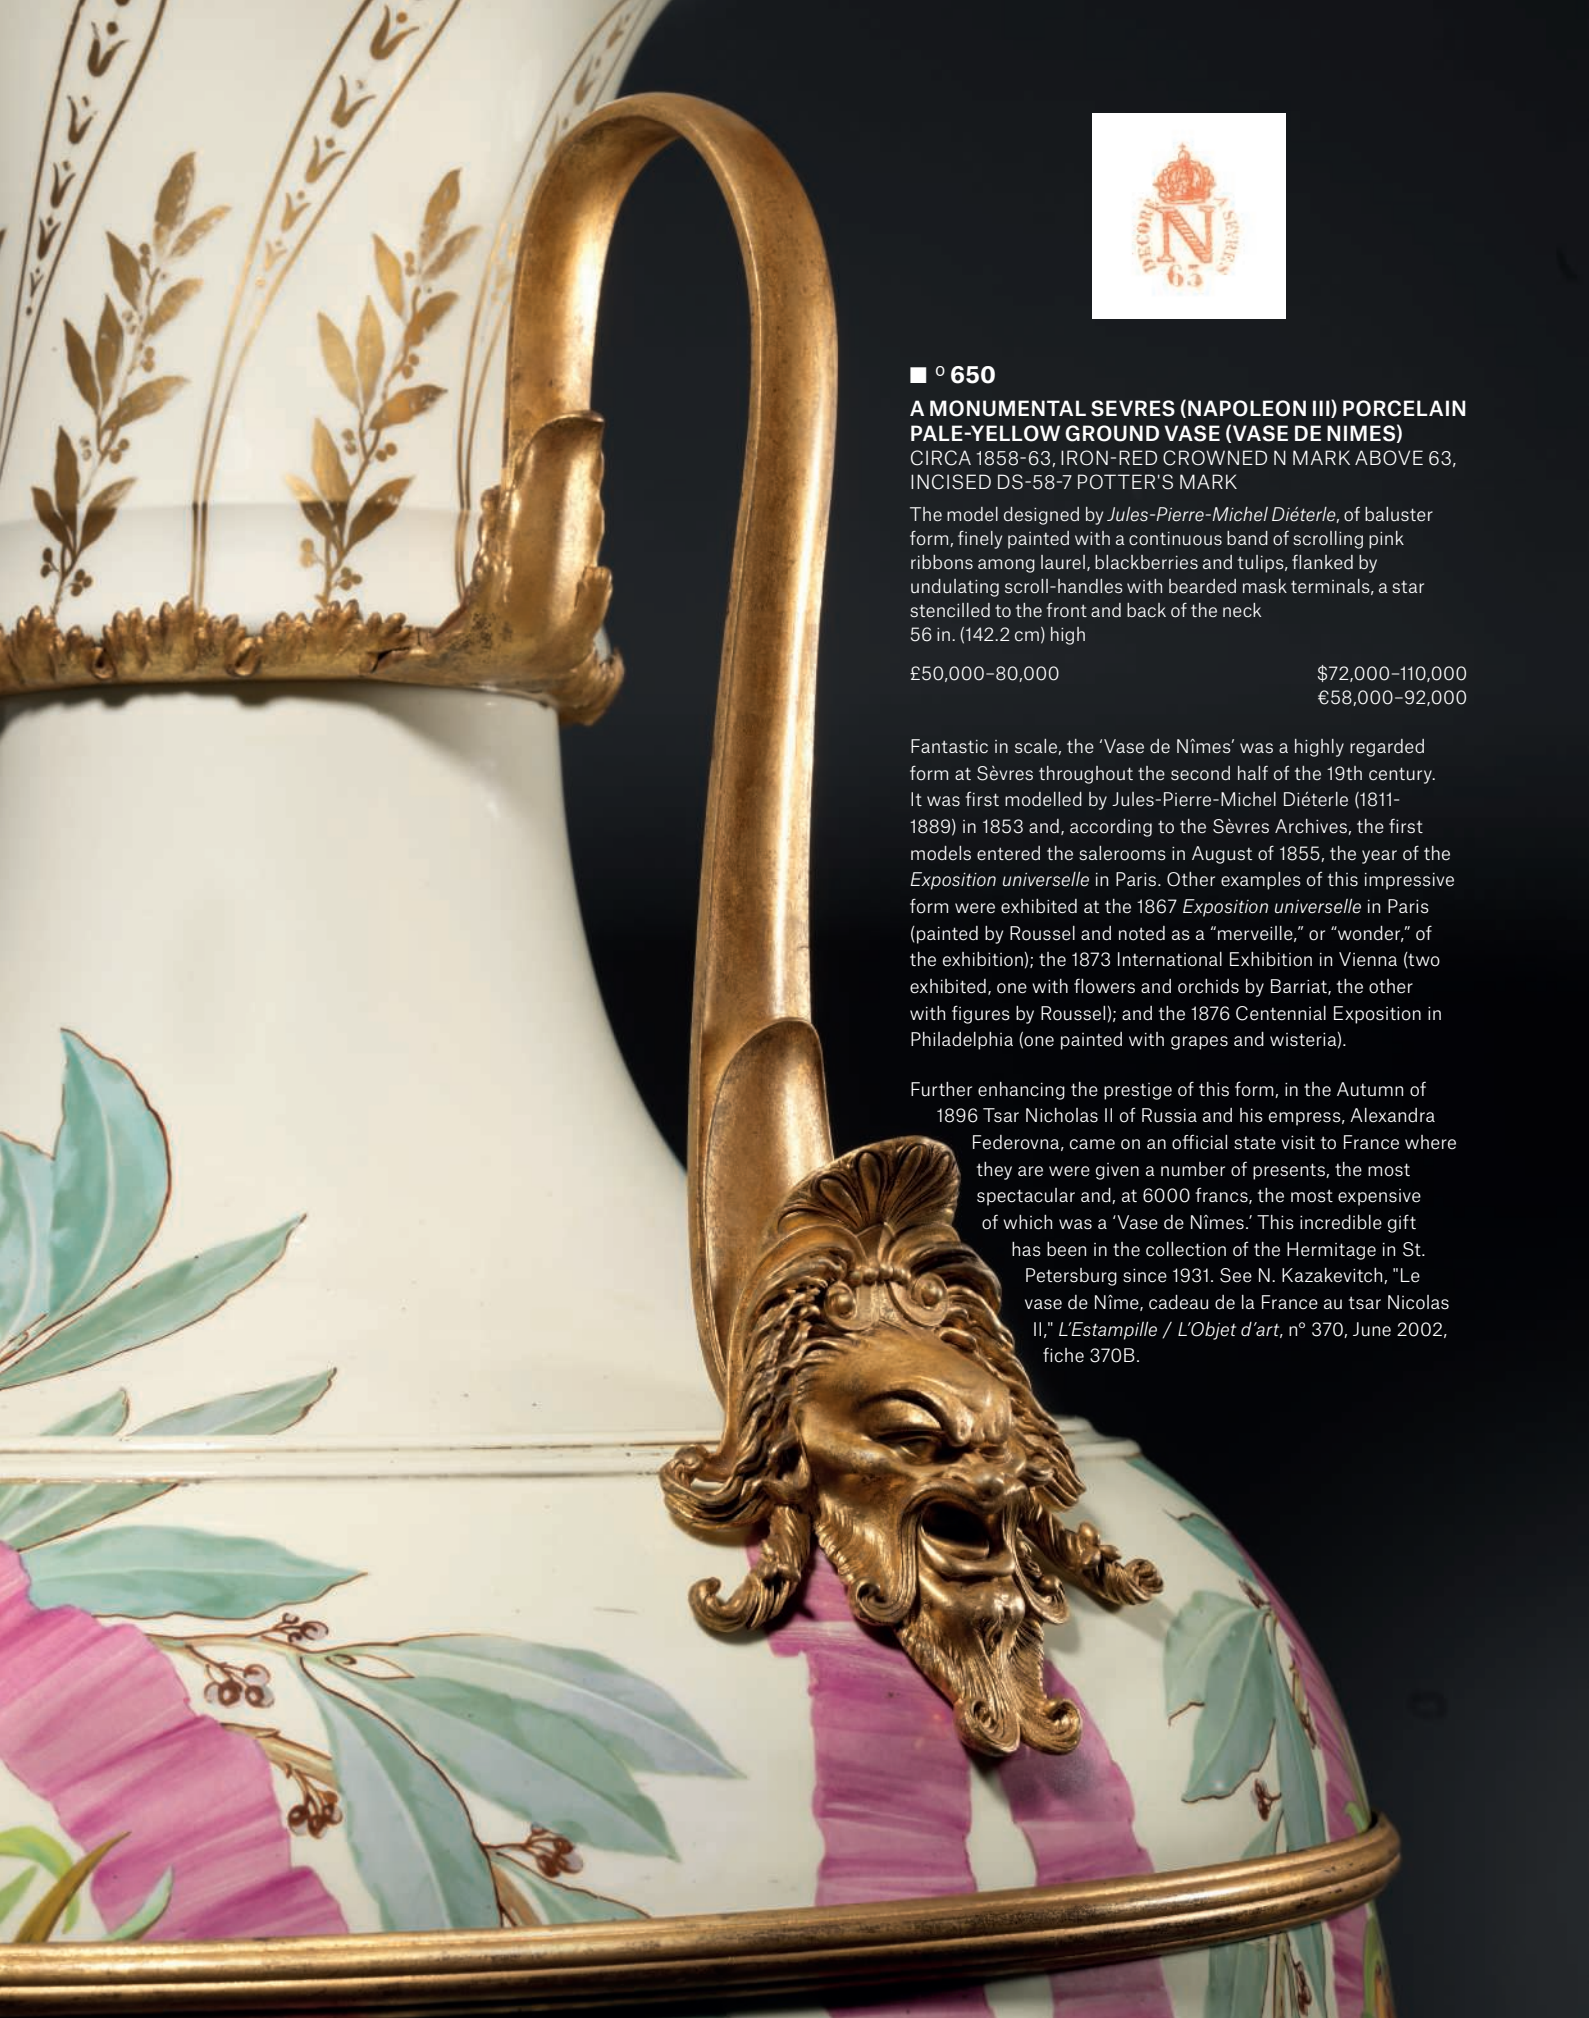 DÉCORÉ À SÈVRES
N
63
■ º 650
A MONUMENTAL SEVRES (NAPOLEON III) PORCELAIN
PALE-YELLOW GROUND VASE (VASE DE NIMES)
CIRCA 1858-63, IRON-RED CROWNED N MARK ABOVE 63,
INCISED DS-58-7 POTTER'S MARK
The model designed by Jules-Pierre-Michel Diéterle, of baluster
form, finely painted with a continuous band of scrolling pink
ribbons among laurel, blackberries and tulips, flanked by
undulating scroll-handles with bearded mask terminals, a star
stencilled to the front and back of the neck
56 in. (142.2 cm) high
£50,000–80,000 $72,000–110,000
€58,000–92,000
Fantastic in scale, the ‘Vase de Nîmes’ was a highly regarded
form at Sèvres throughout the second half of the 19th century.
It was first modelled by Jules-Pierre-Michel Diéterle (1811-
1889) in 1853 and, according to the Sèvres Archives, the first
models entered the salerooms in August of 1855, the year of the
Exposition universelle in Paris. Other examples of this impressive
form were exhibited at the 1867 Exposition universelle in Paris
(painted by Roussel and noted as a “merveille,” or “wonder,” of
the exhibition); the 1873 International Exhibition in Vienna (two
exhibited, one with flowers and orchids by Barriat, the other
with figures by Roussel); and the 1876 Centennial Exposition in
Philadelphia (one painted with grapes and wisteria).
Further enhancing the prestige of this form, in the Autumn of
1896 Tsar Nicholas II of Russia and his empress, Alexandra
Federovna, came on an official state visit to France where
they are were given a number of presents, the most
spectacular and, at 6000 francs, the most expensive
of which was a ‘Vase de Nîmes.’ This incredible gift
has been in the collection of the Hermitage in St.
Petersburg since 1931. See N. Kazakevitch, "Le
vase de Nîme, cadeau de la France au tsar Nicolas
II," L’Estampille / L’Objet d’art, nº 370, June 2002,
fiche 370B.